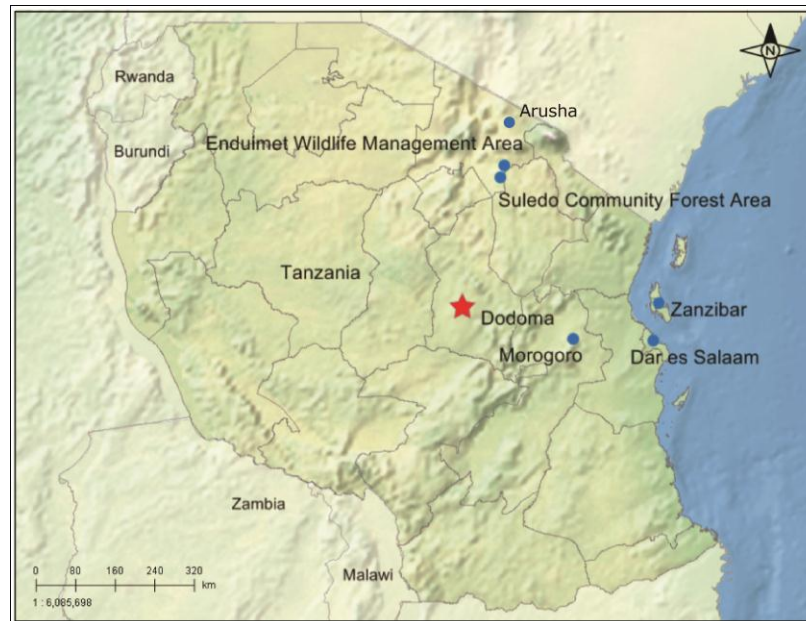 N
Rwanda
Arusha
Burundi
Enduimet Wildlife Management Area
Suledo Community Forest Area
Tanzania
Zanzibar
Dodoma
Morogoro
Dar es Salaam
Zambia
Malawi
0 80 160 240 320
km
1 : 6,085,698